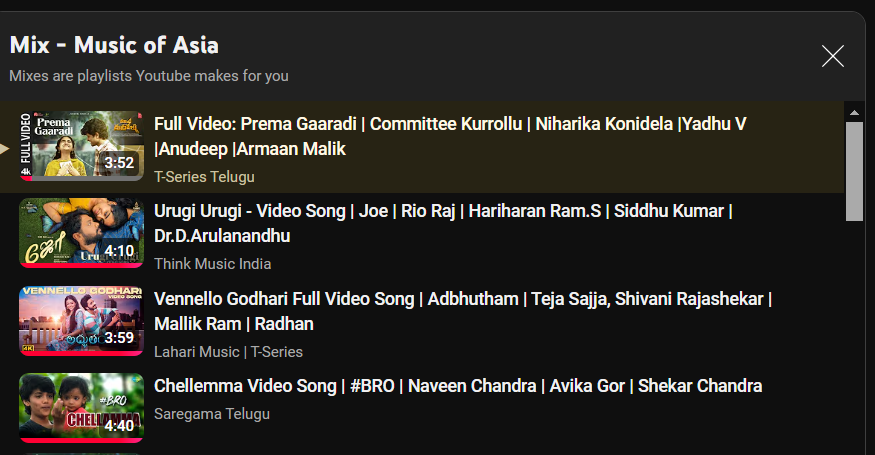 Mix - Music of Asia
Mixes are playlists Youtube makes for you
FULL VIDEO
4k
Prema
Gaaradi
3:52
Full Video: Prema Gaaradi | Committee Kurrollu | Niharika Konidela |Yadhu V
|Anudeep |Armaan Malik
T-Series Telugu
ஜோ
Urugi Urugi
4:10
Urugi Urugi - Video Song | Joe | Rio Raj | Hariharan Ram.S | Siddhu Kumar |
Dr.D.Arulanandhu
Think Music India
VENNELLO GODHARI
VIDEO SONG
4K
3:59
Vennello Godhari Full Video Song | Adbhutham | Teja Sajja, Shivani Rajashekar |
Mallik Ram | Radhan
Lahari Music | T-Series
#BRO
CHELLEMMA
4:40
Chellemma Video Song | #BRO | Naveen Chandra | Avika Gor | Shekar Chandra
Saregama Telugu